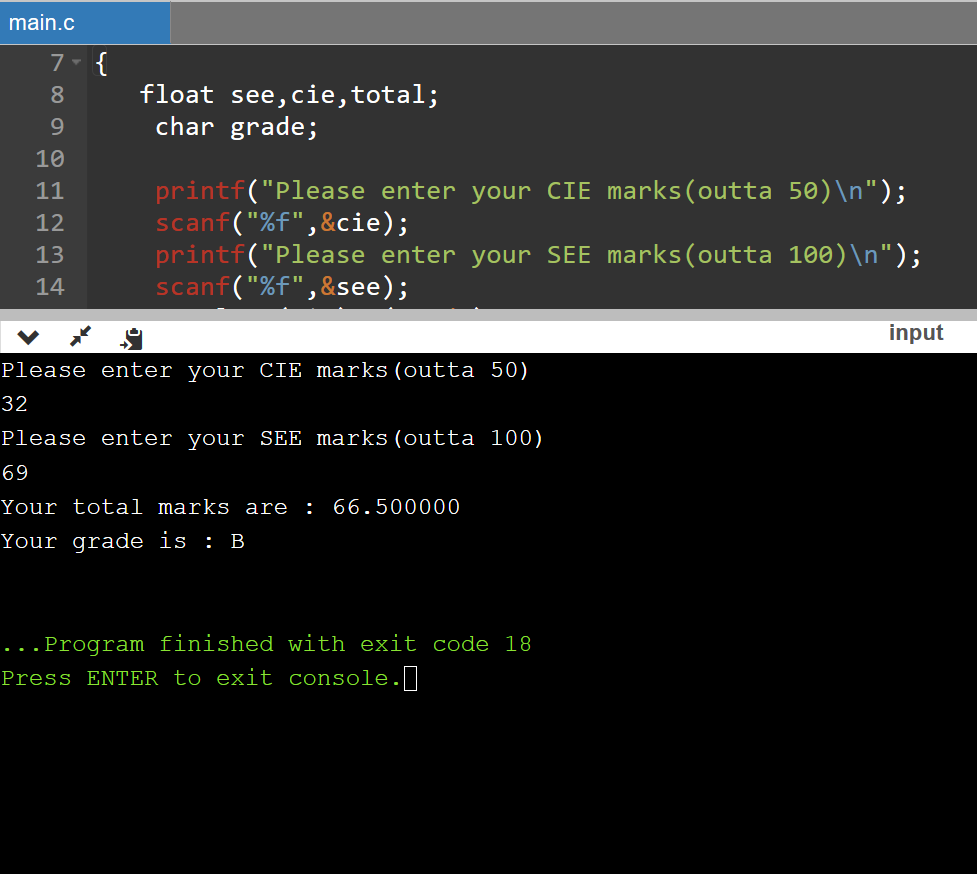 main.c
7 {
8 float see,cie,total;
9 char grade;
10
11 printf("Please enter your CIE marks(outta 50)\n");
12 scanf("%f",&cie);
13 printf("Please enter your SEE marks(outta 100)\n");
14 scanf("%f",&see);
input
Please enter your CIE marks(outta 50)
32
Please enter your SEE marks(outta 100)
69
Your total marks are : 66.500000
Your grade is : B
...Program finished with exit code 18
Press ENTER to exit console.